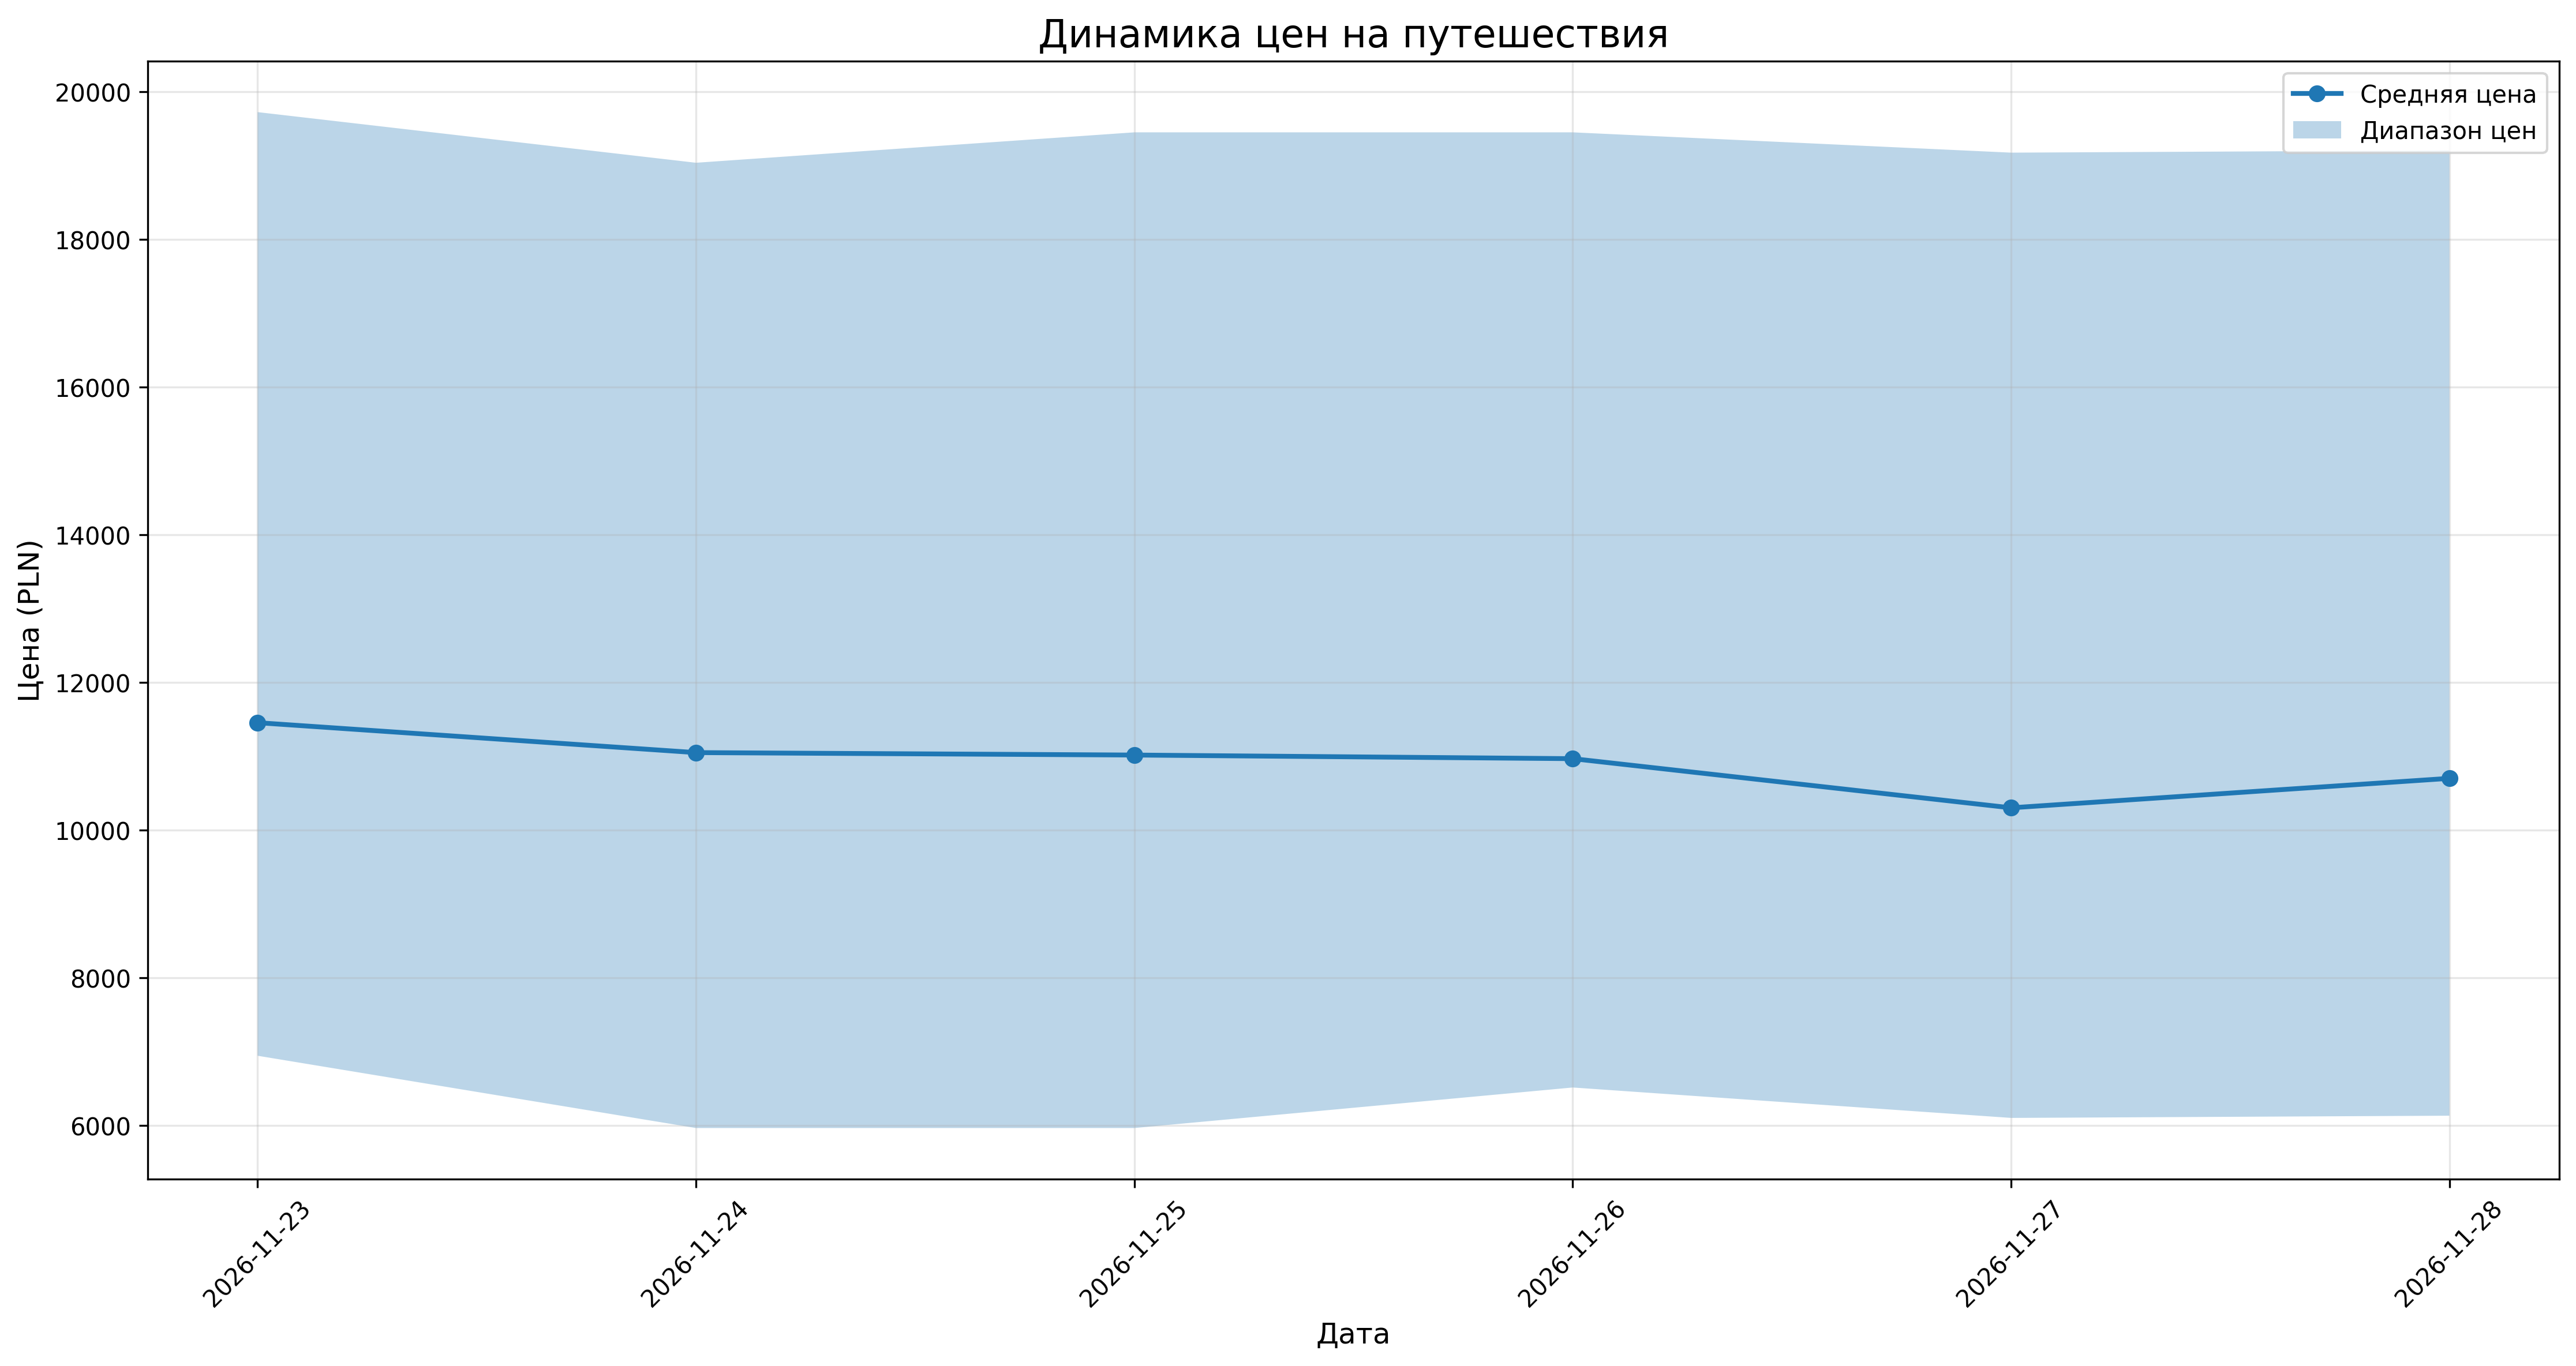 Динамика цен на путешествия
Средняя цена
Диапазон цен
Цена (PLN)
20000
18000
16000
14000
12000
10000
8000
6000
2026-11-23
2026-11-24
2026-11-25
2026-11-26
2026-11-27
2026-11-28
Дата